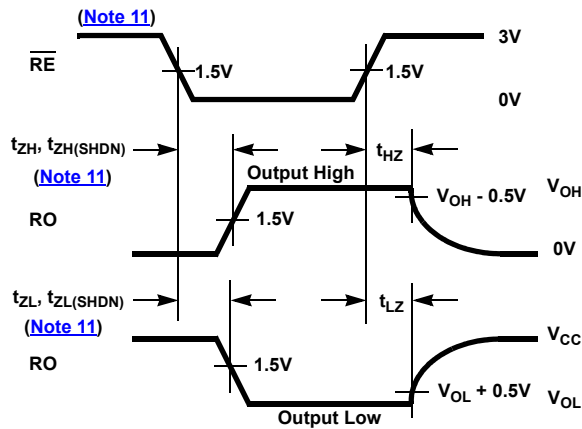 (Note 11)
RE
1.5V
1.5V
3V
0V
tZH, tZH(SHDN)
(Note 11)
RO
Output High
1.5V
tHZ
VOH - 0.5V
VOH
0V
tZL, tZL(SHDN)
(Note 11)
RO
1.5V
Output Low
tLZ
VCC
VOL + 0.5V
VOL